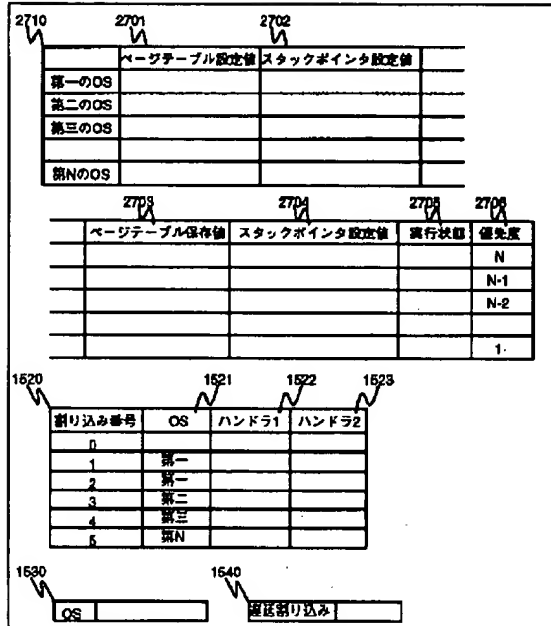 2710 2701 2702
ページテーブル設定値 スタックポインタ設定値
第一のOS
第二のOS
第三のOS
第NのOS
2703 2704 2705 2706
ページテーブル保存値 スタックポインタ設定値 実行状態 優先度
N
N-1
N-2
1
1520 1521 1522 1523
割り込み番号 OS ハンドラ1 ハンドラ2
0
1 第一
2 第一
3 第二
4 第三
5 第N
1530 1540
OS 遅延割り込み